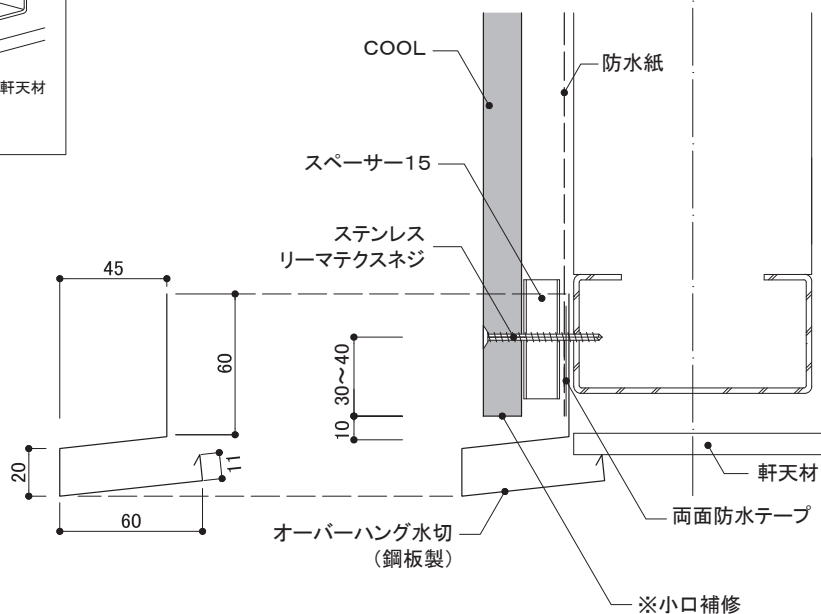 軒天材
COOL
防水紙
スペーサー15
ステンレス
リーマテクスネジ
45
60
30～40
10
20
11
60
軒天材
オーバーハング水切
（鋼板製）
両面防水テープ
※小口補修